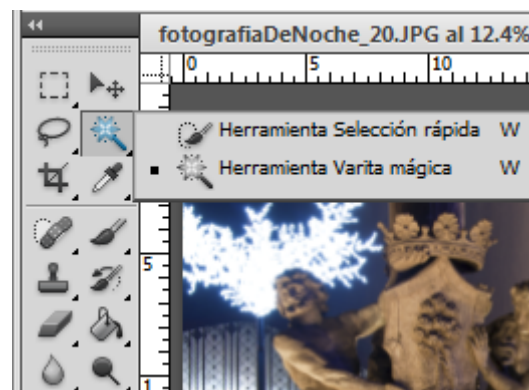 fotografiaDeNoche_20.JPG al 12.4%
0 5 10
Herramienta Selección rápida W
Herramienta Varita mágica W
5
1